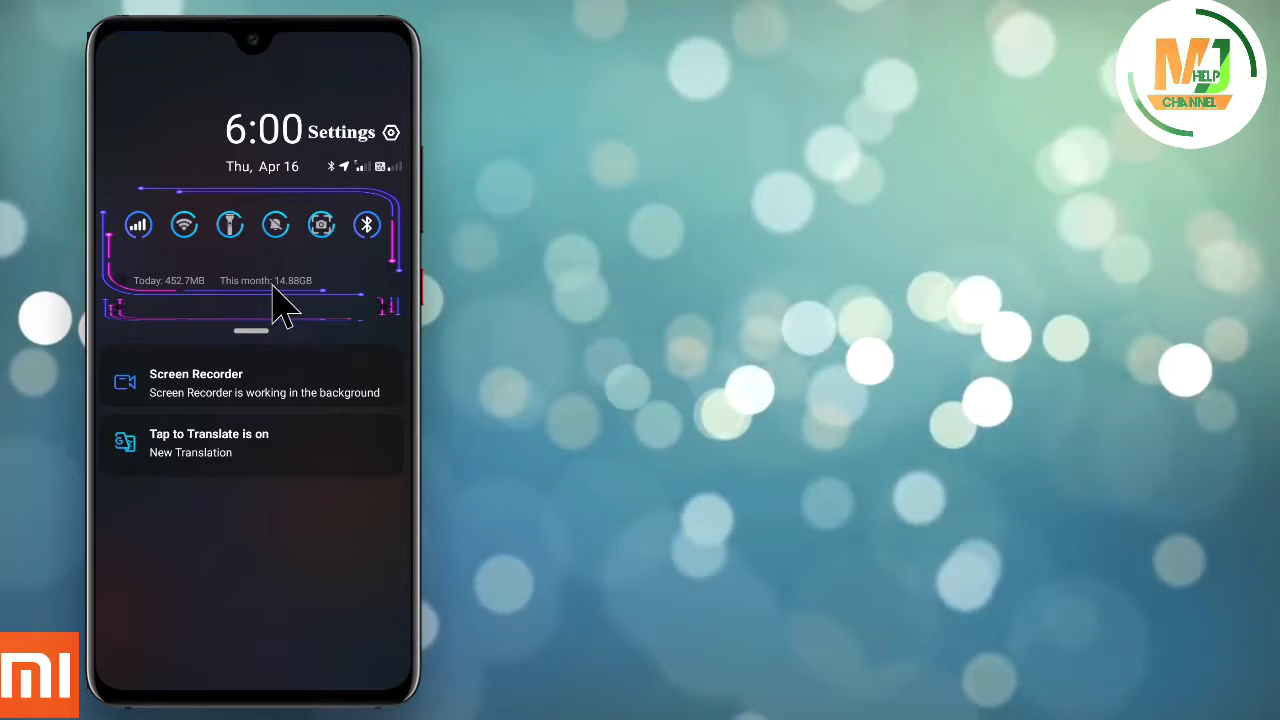 6:00 Settings
Thu, Apr 16
Today: 452.7MB This month: 14.88GB
Screen Recorder
Screen Recorder is working in the background
Tap to Translate is on
New Translation
MJ
HELP
CHANNEL
mi